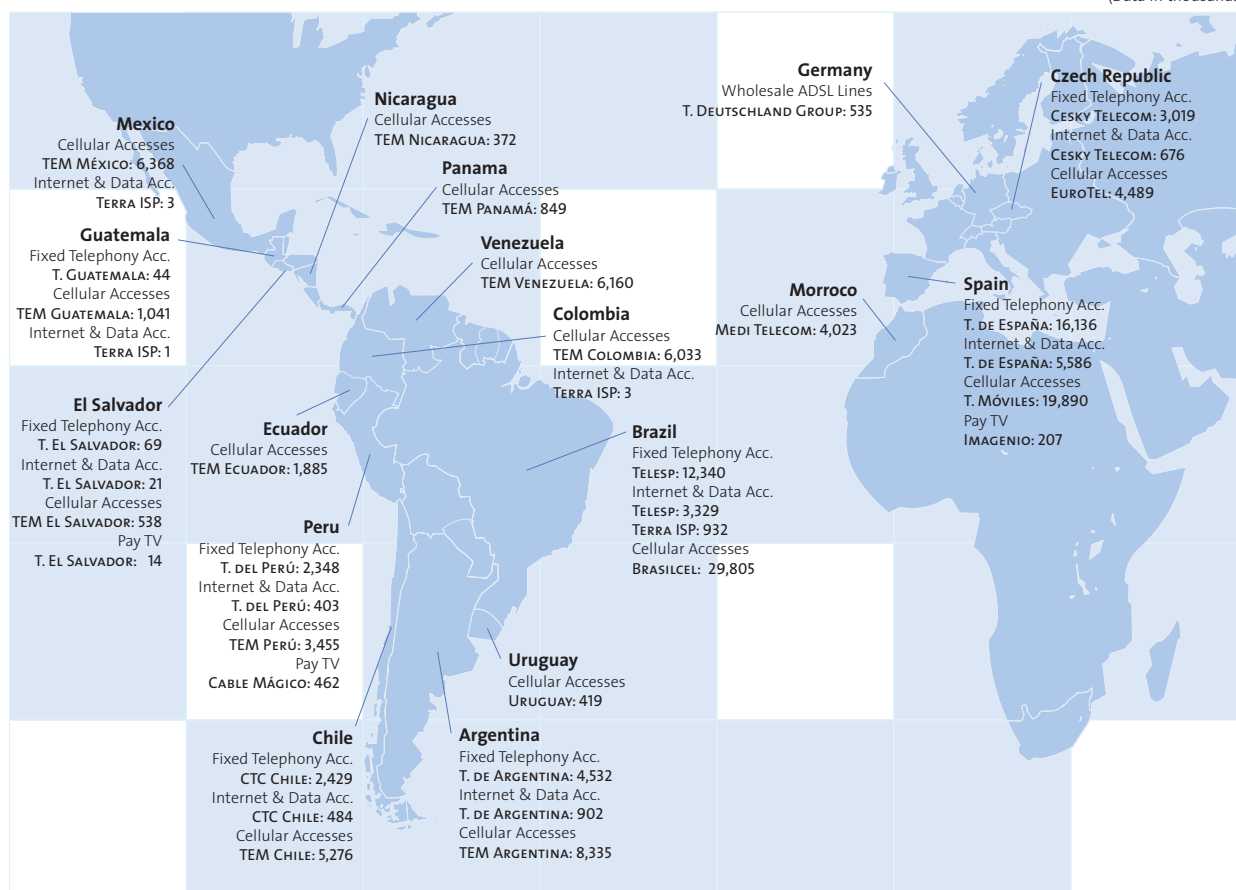 (Data in thousand
Mexico
Cellular Accesses
TEM México: 6,368
Internet & Data Acc.
Terra ISP: 3
Nicaragua
Cellular Accesses
TEM Nicaragua: 372
Panama
Cellular Accesses
TEM Panamá: 849
Guatemala
Fixed Telephony Acc.
T. Guatemala: 44
Cellular Accesses
TEM Guatemala: 1,041
Internet & Data Acc.
Terra ISP: 1
Venezuela
Cellular Accesses
TEM Venezuela: 6,160
Colombia
Cellular Accesses
TEM Colombia: 6,033
Internet & Data Acc.
Terra ISP: 3
El Salvador
Fixed Telephony Acc.
T. El Salvador: 69
Internet & Data Acc.
T. El Salvador: 21
Cellular Accesses
TEM El Salvador: 538
Pay TV
T. El Salvador: 14
Ecuador
Cellular Accesses
TEM Ecuador: 1,885
Brazil
Fixed Telephony Acc.
Telesp: 12,340
Internet & Data Acc.
Telesp: 3,329
Terra ISP: 932
Cellular Accesses
Brasilcel: 29,805
Peru
Fixed Telephony Acc.
T. del Perú: 2,348
Internet & Data Acc.
T. del Perú: 403
Cellular Accesses
TEM Perú: 3,455
Pay TV
Cable Mágico: 462
Uruguay
Cellular Accesses
Uruguay: 419
Chile
Fixed Telephony Acc.
CTC Chile: 2,429
Internet & Data Acc.
CTC Chile: 484
Cellular Accesses
TEM Chile: 5,276
Argentina
Fixed Telephony Acc.
T. de Argentina: 4,532
Internet & Data Acc.
T. de Argentina: 902
Cellular Accesses
TEM Argentina: 8,335
Germany
Wholesale ADSL Lines
T. Deutschland Group: 535
Czech Republic
Fixed Telephony Acc.
Cesky Telecom: 3,019
Internet & Data Acc.
Cesky Telecom: 676
Cellular Accesses
EuroTel: 4,489
Morroco
Cellular Accesses
Medi Telecom: 4,023
Spain
Fixed Telephony Acc.
T. de España: 16,136
Internet & Data Acc.
T. de España: 5,586
Cellular Accesses
T. Móviles: 19,890
Pay TV
Imagenio: 207